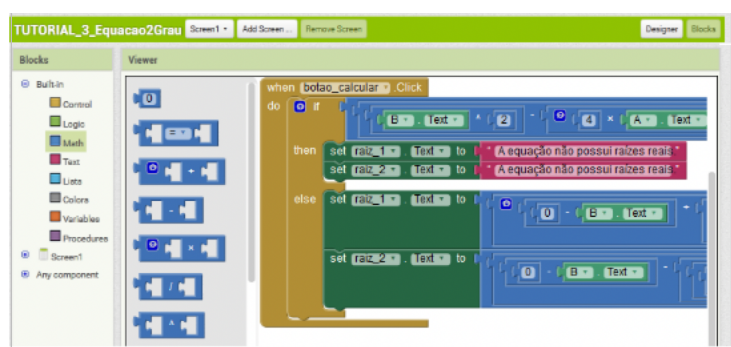 TUTORIAL_3_Equacao2Grau Screen1 Add Screen ... Remove Screen Designer Blocks
Blocks Viewer
Built-in
Control
Logic
Math
Text
Lists
Colors
Variables
Procedures
Screen1
Any component
0
=
+
-
×
/
^
when botao_calcular .Click
do if B . Text ^ 2 - 4 × A . Text
then set raiz_1 . Text to " A equação não possui raízes reais "
set raiz_2 . Text to " A equação não possui raízes reais "
else set raiz_1 . Text to 0 - B . Text +
set raiz_2 . Text to 0 - B . Text -